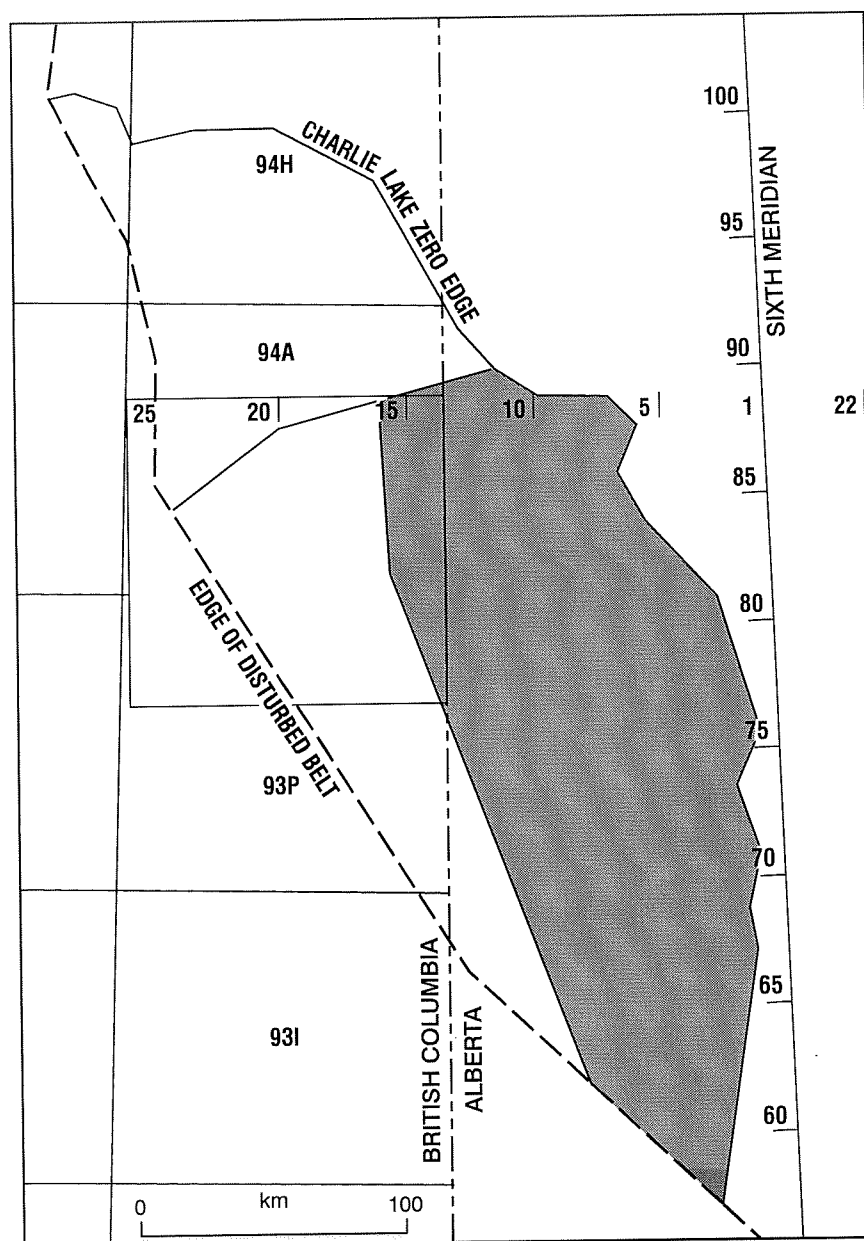 100
CHARLIE LAKE ZERO EDGE
94H
SIXTH MERIDIAN
95
94A
90
25
20
15
10
5
1
22
85
EDGE OF DISTURBED BELT
80
75
93P
70
BRITISH COLUMBIA
ALBERTA
65
93I
60
0
km
100